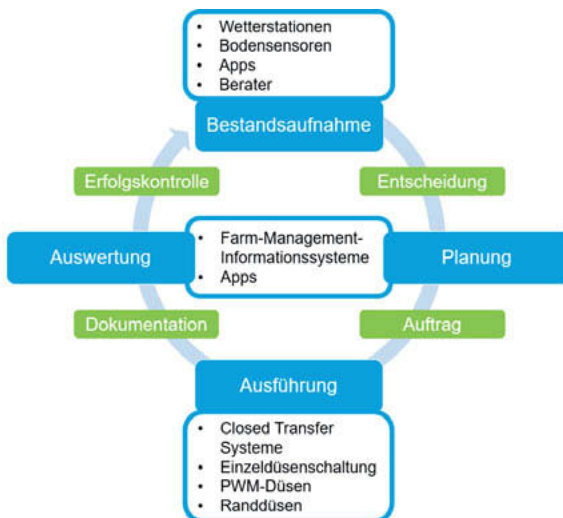 • Wetterstationen
• Bodensensoren
• Apps
• Berater
Bestandsaufnahme
Erfolgskontrolle
Entscheidung
Auswertung
• Farm-Management-
Informationssysteme
• Apps
Planung
Dokumentation
Auftrag
Ausführung
• Closed Transfer
Systeme
• Einzeldüsenschaltung
• PWM-Düsen
• Randdüsen